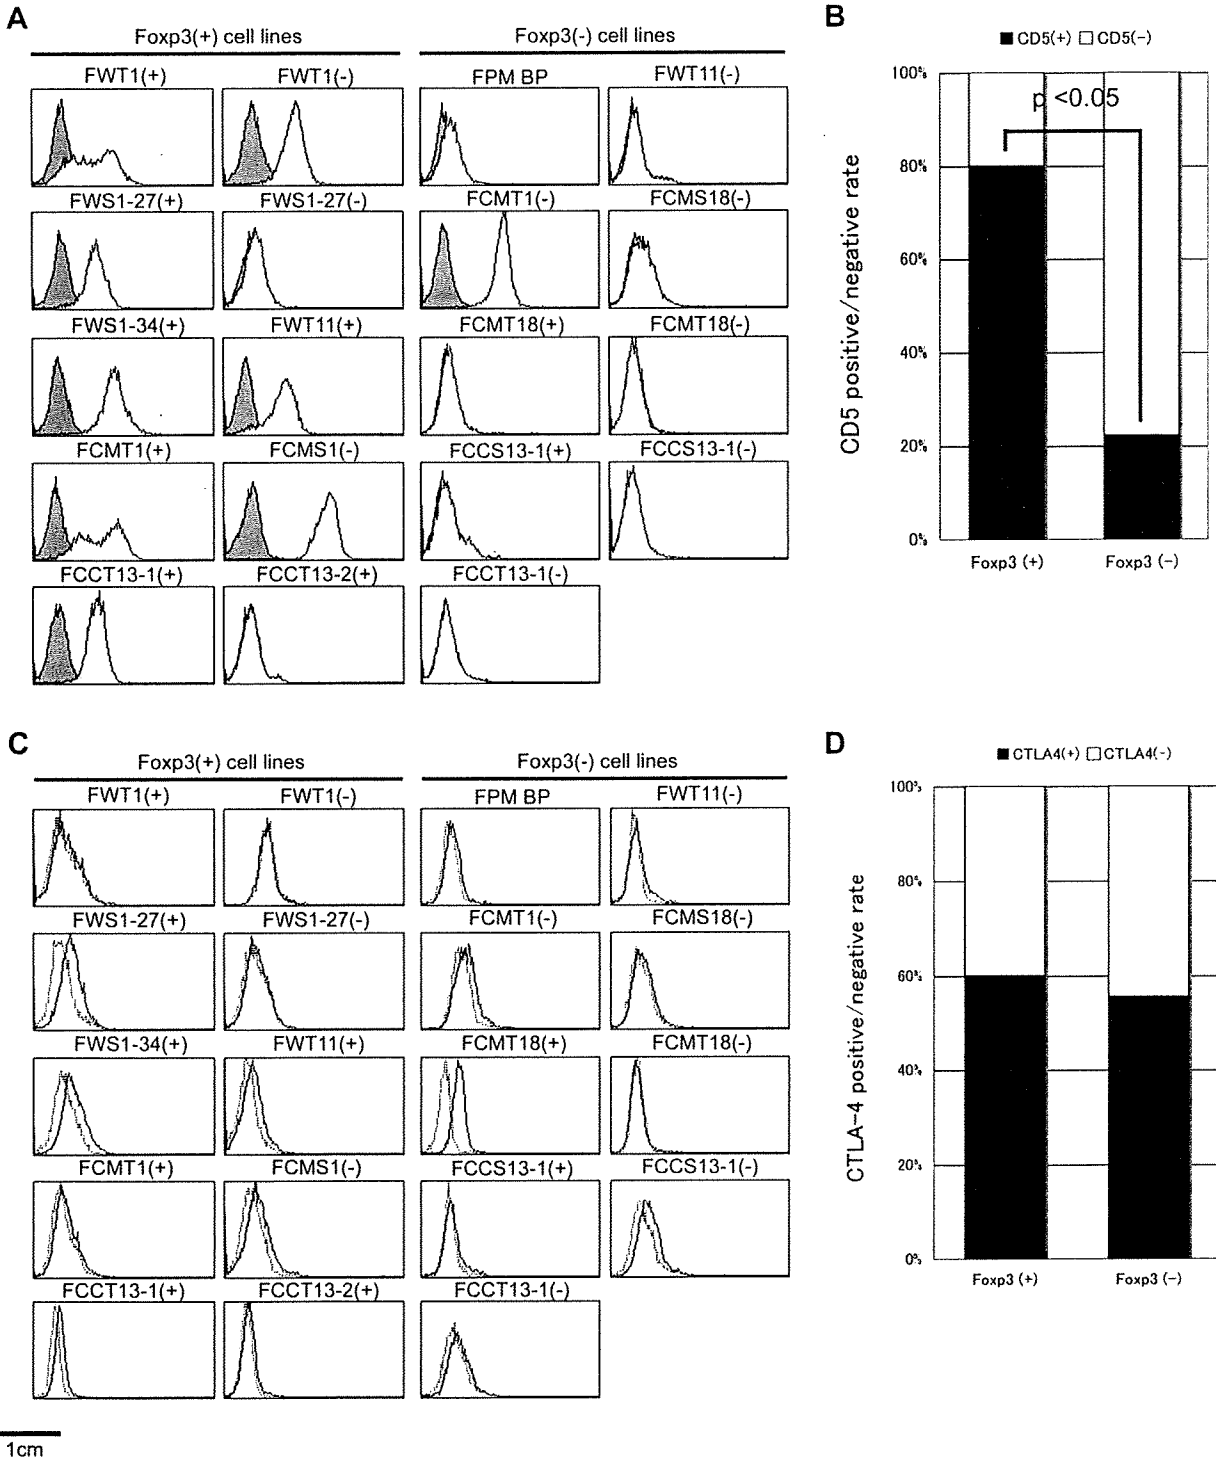 A
Foxp3(+) cell lines
Foxp3(-) cell lines
FWT1(+)
FWT1(-)
FPM BP
FWT11(-)
FWS1-27(+)
FWS1-27(-)
FCMT1(-)
FCMS18(-)
FWS1-34(+)
FWT11(+)
FCMT18(+)
FCMT18(-)
FCMT1(+)
FCMS1(-)
FCCS13-1(+)
FCCS13-1(-)
FCCT13-1(+)
FCCT13-2(+)
FCCT13-1(-)
B
CD5(+) CD5(-)
CD5 positive/negative rate
100%
80%
60%
40%
20%
0%
p <0.05
Foxp3 (+)
Foxp3 (-)
C
Foxp3(+) cell lines
Foxp3(-) cell lines
FWT1(+)
FWT1(-)
FPM BP
FWT11(-)
FWS1-27(+)
FWS1-27(-)
FCMT1(-)
FCMS18(-)
FWS1-34(+)
FWT11(+)
FCMT18(+)
FCMT18(-)
FCMT1(+)
FCMS1(-)
FCCS13-1(+)
FCCS13-1(-)
FCCT13-1(+)
FCCT13-2(+)
FCCT13-1(-)
D
CTLA4(+) CTLA4(-)
CTLA-4 positive/negative rate
100%
80%
60%
40%
20%
0%
Foxp3 (+)
Foxp3 (-)
1cm